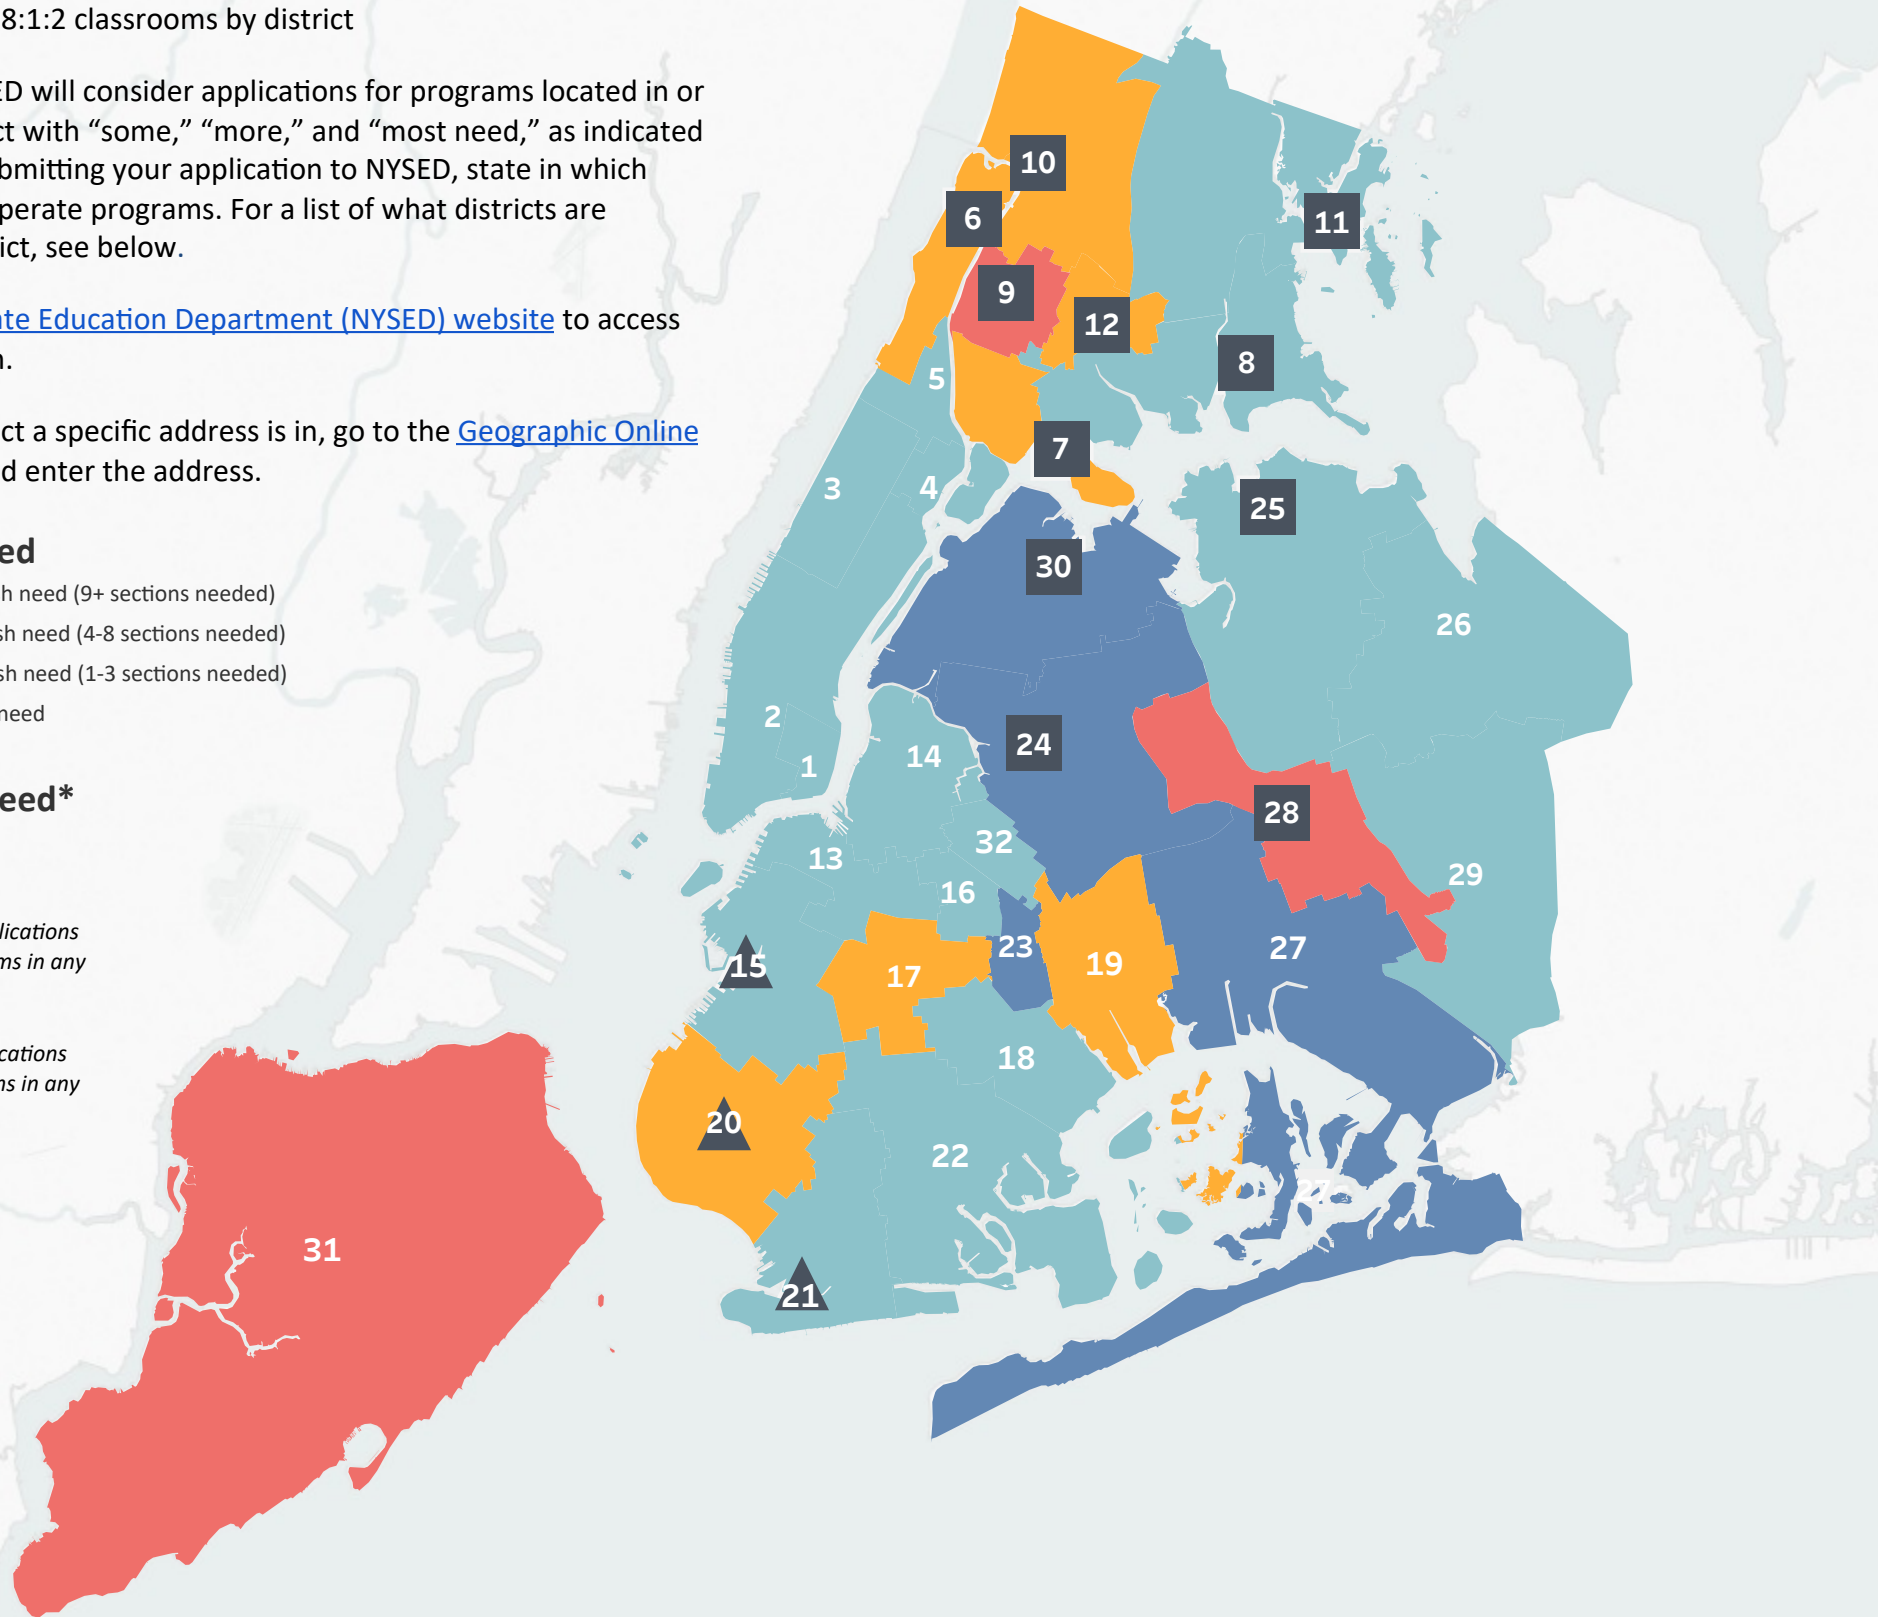 8:1:2 classrooms by district
ED will consider applications for programs located in or
ct with “some,” “more,” and “most need,” as indicated
bmitting your application to NYSED, state in which
perate programs. For a list of what districts are
ict, see below.
ate Education Department (NYSED) website to access
n.
ct a specific address is in, go to the Geographic Online
d enter the address.
ed
h need (9+ sections needed)
sh need (4-8 sections needed)
sh need (1-3 sections needed)
need
eed*
lications
ms in any
cations
ns in any
10
6
11
9
12
8
5
7
3
4
25
30
26
2
24
14
1
28
32
13
29
16
23
27
15
17
19
18
20
22
27
31
21